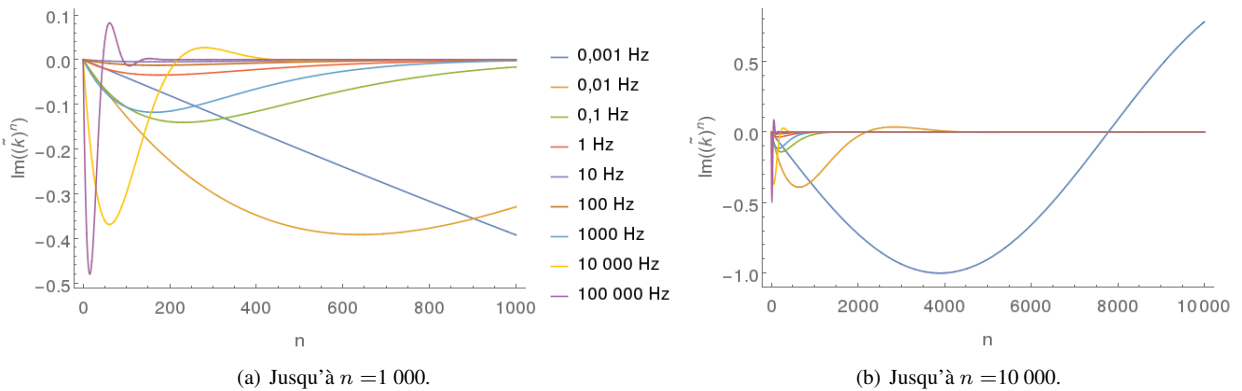 0.1
0.0
−0.1
−0.2
−0.3
−0.4
−0.5
Im((k̃)ⁿ)
0 200 400 600 800 1000
n
0,001 Hz
0,01 Hz
0,1 Hz
1 Hz
10 Hz
100 Hz
1000 Hz
10 000 Hz
100 000 Hz
(a) Jusqu'à n =1 000.
0.5
0.0
−0.5
−1.0
Im((k̃)ⁿ)
0 2000 4000 6000 8000 10000
n
(b) Jusqu'à n =10 000.